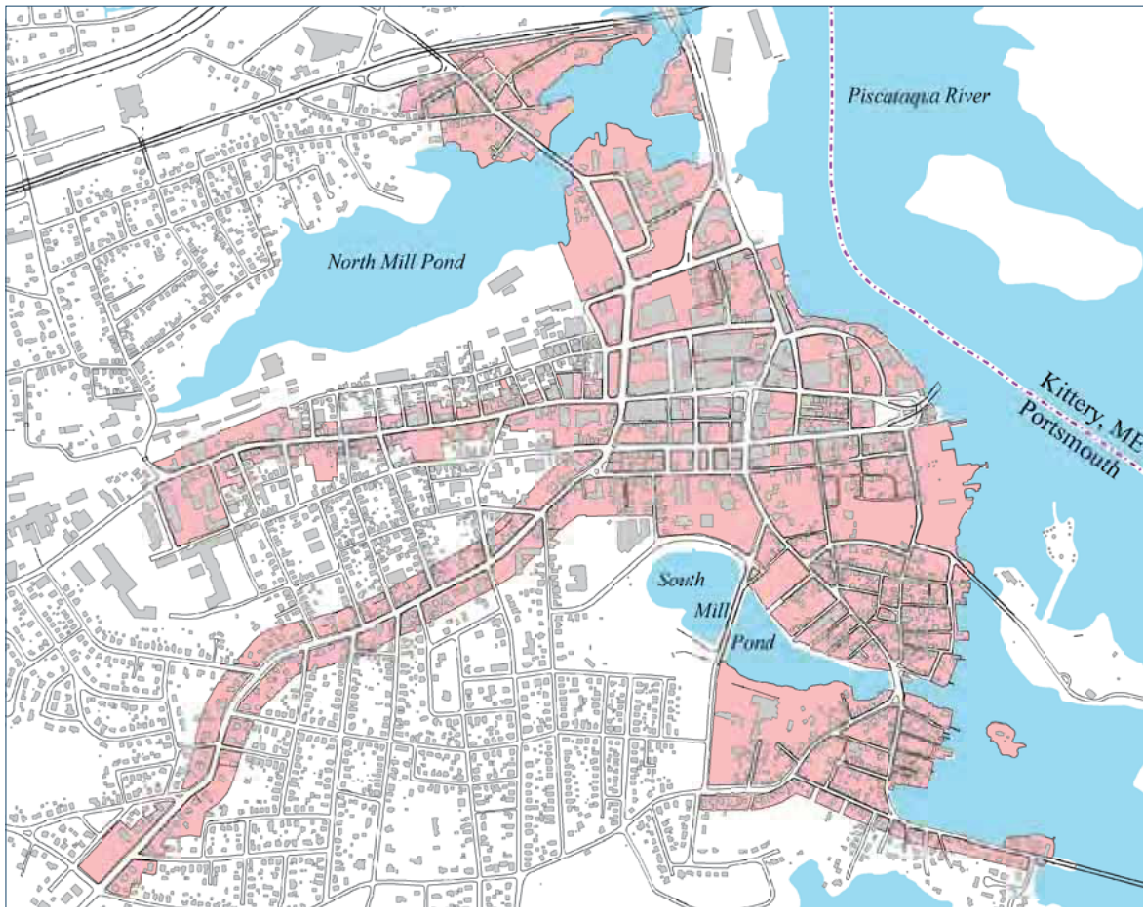 Piscataqua River
North Mill Pond
Kittery, ME
Portsmouth
South
Mill
Pond